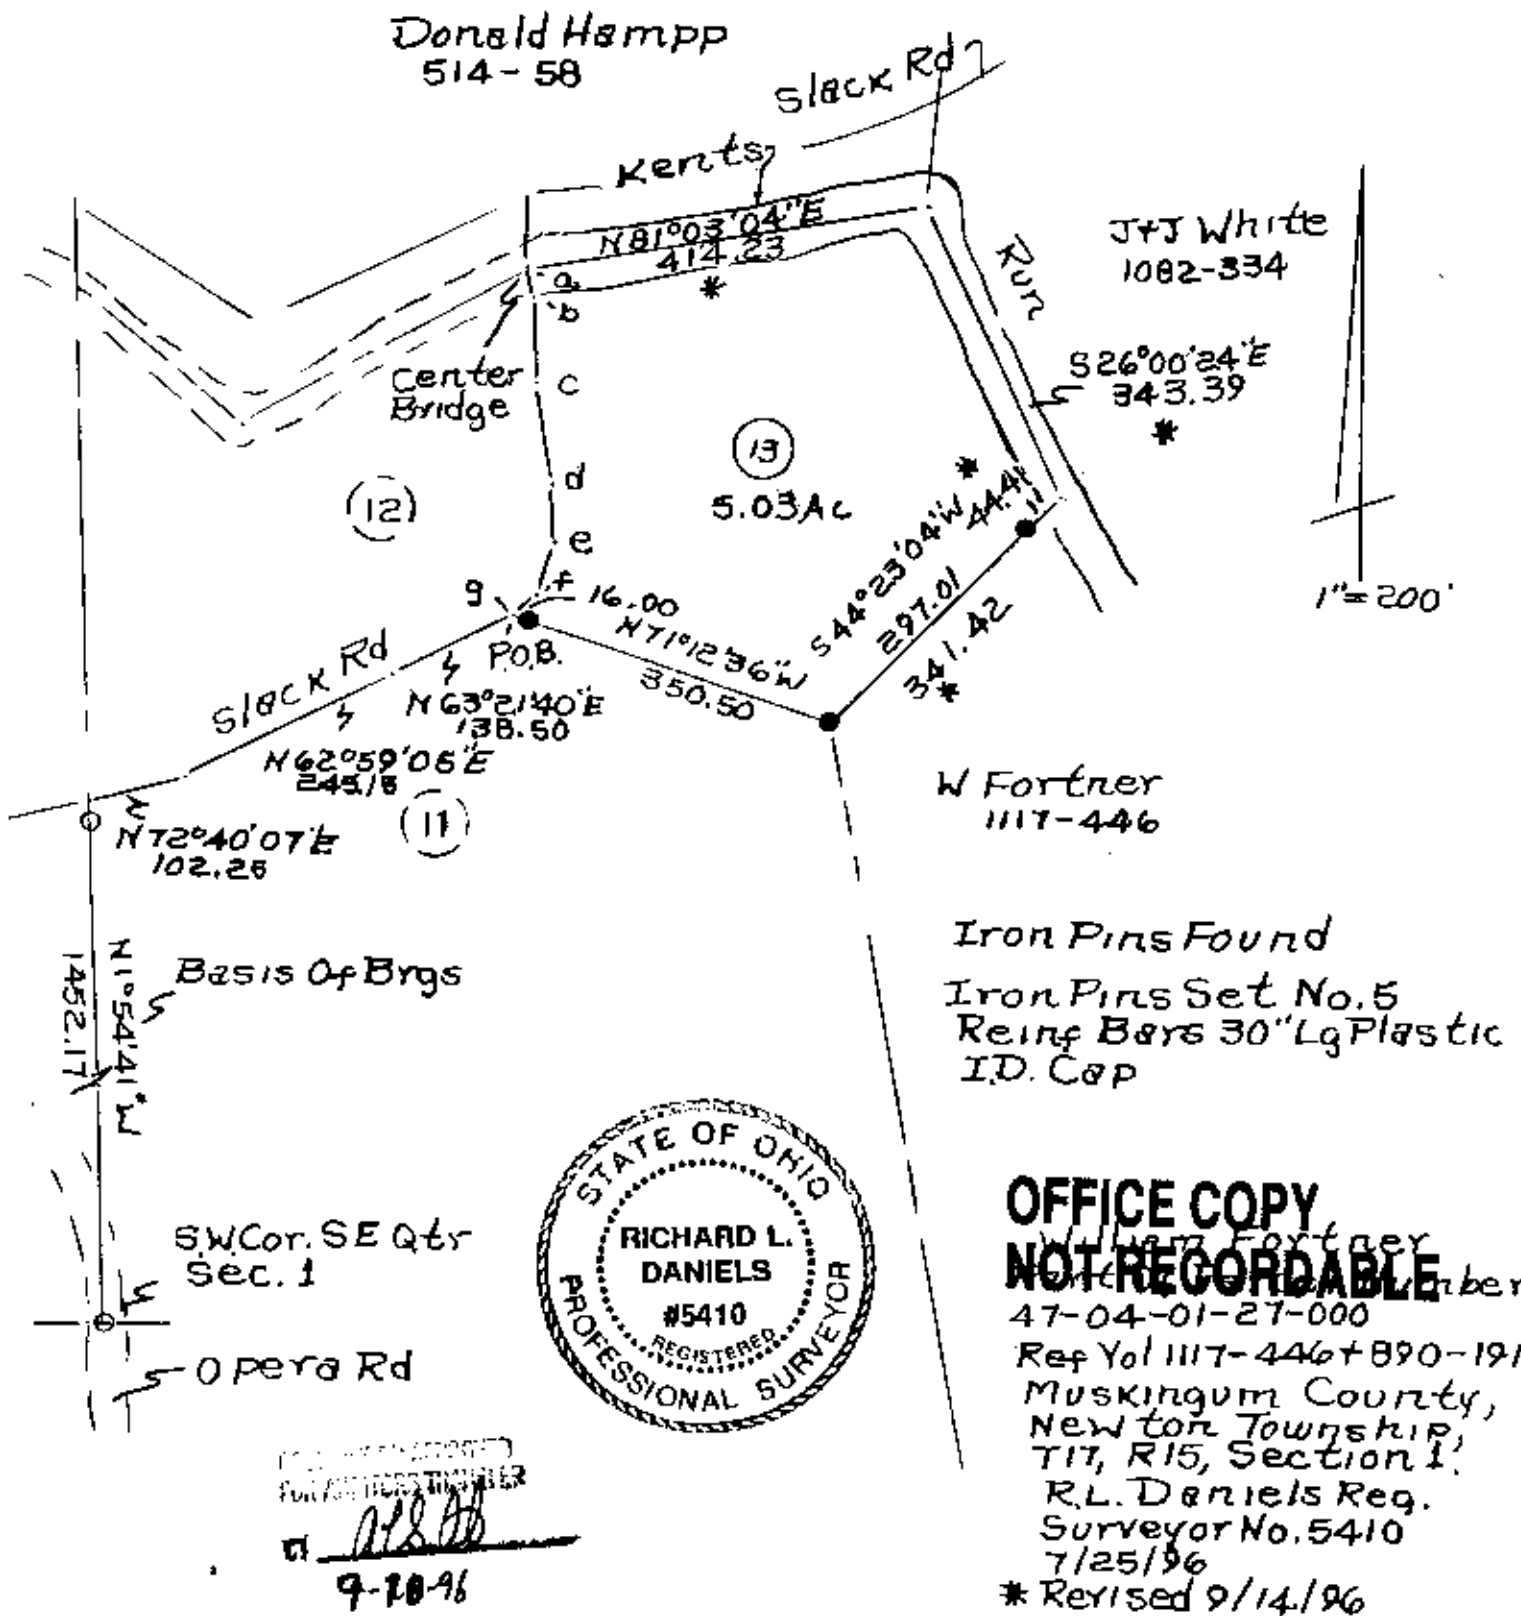 Donald Hampp
514-58
Slack Rd
Kents
N81°03'04"E
414.23
*
Run
J+J White
1082-334
S26°00'24"E
343.39
*
a
b
c
d
e
f
g
Center
Bridge
12
13
5.03Ac
S44°23'04"W
*
44.41
297.01
341.42
*
1"=200'
16.00
N71°12'36"W
350.50
P.O.B.
Slack Rd
N63°21'40"E
138.50
N62°59'05"E
245.15
11
N72°40'07"E
102.25
W Fortner
1117-446
N1°54'41"W
1452.17
Basis Of Brgs
Iron Pins Found
Iron Pins Set No.5
Reinf Bars 30"Lg Plastic
I.D. Cap
S.W.Cor. SE Qtr
Sec. 1
Opera Rd
STATE OF OHIO
RICHARD L.
DANIELS
#5410
REGISTERED
PROFESSIONAL SURVEYOR
OFFICE COPY
William Fortner
NOT RECORDABLE
47-04-01-27-000
Ref Vol 1117-446+890-191
Muskingum County,
Newton Township,
T17, R15, Section 1,
R.L. Daniels Reg.
Surveyor No. 5410
7/25/96
* Revised 9/14/96